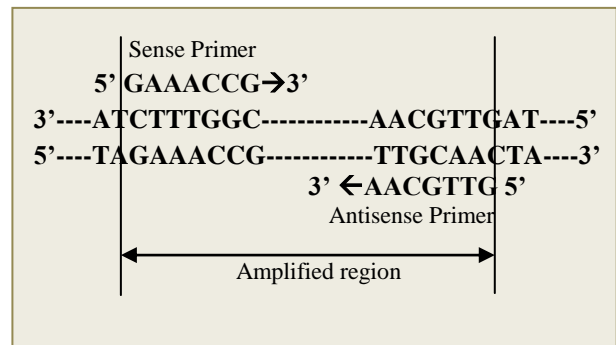 Sense Primer
5’ GAAACCG→3’
3’----ATCTTTGGC-----------AACGTTGAT----5’
5’----TAGAAACCG------------TTGCAACTA---3’
3’ ←AACGTTG 5’
Antisense Primer
Amplified region